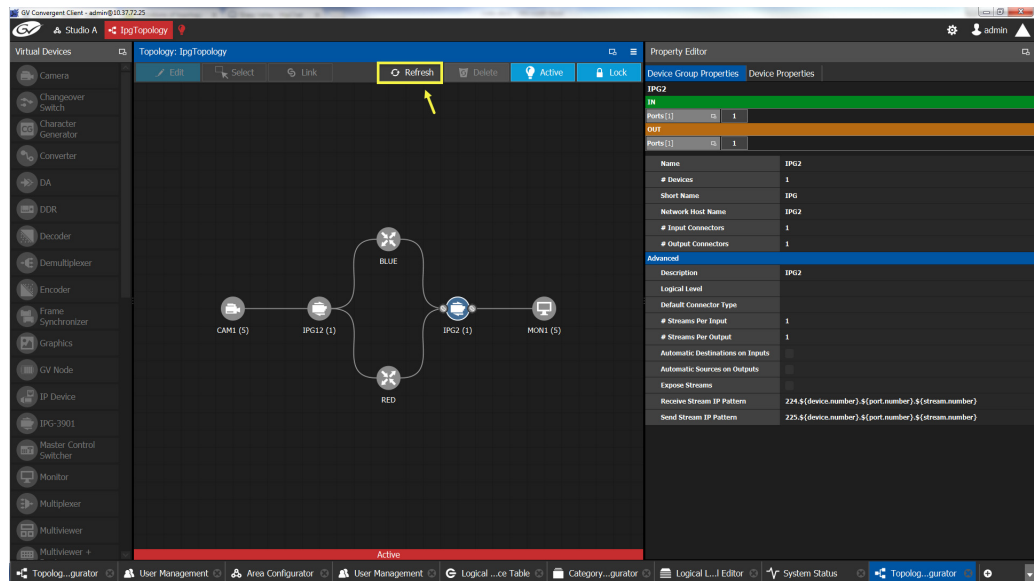 GV Convergent Client - admin@10.37.72.25
GV Studio A IpgTopology admin
Virtual Devices
Camera
Changeover
Switch
Character
Generator
Converter
DA
DDR
Decoder
Demultiplexer
Encoder
Frame
Synchronizer
Graphics
GV Node
IP Device
IPG-3901
Master Control
Switcher
Monitor
Multiplexer
Multiviewer
Multiviewer +
Topology: IpgTopology
Edit Select Link Refresh Delete Active Lock
BLUE
CAM1 (5) IPG12 (1) IPG2 (1) MON1 (5)
RED
Active
Property Editor
Device Group Properties Device Properties
IPG2
IN
Ports[1] 1
OUT
Ports[1] 1
Name IPG2
# Devices 1
Short Name IPG
Network Host Name IPG2
# Input Connectors 1
# Output Connectors 1
Advanced
Description IPG2
Logical Level
Default Connector Type
# Streams Per Input 1
# Streams Per Output 1
Automatic Destinations on Inputs
Automatic Sources on Outputs
Expose Streams
Receive Stream IP Pattern 224.${device.number}.${port.number}.${stream.number}
Send Stream IP Pattern 225.${device.number}.${port.number}.${stream.number}
Topolog...gurator User Management Area Configurator User Management Logical ...ce Table Category...gurator Logical L...l Editor System Status Topolog...gurator